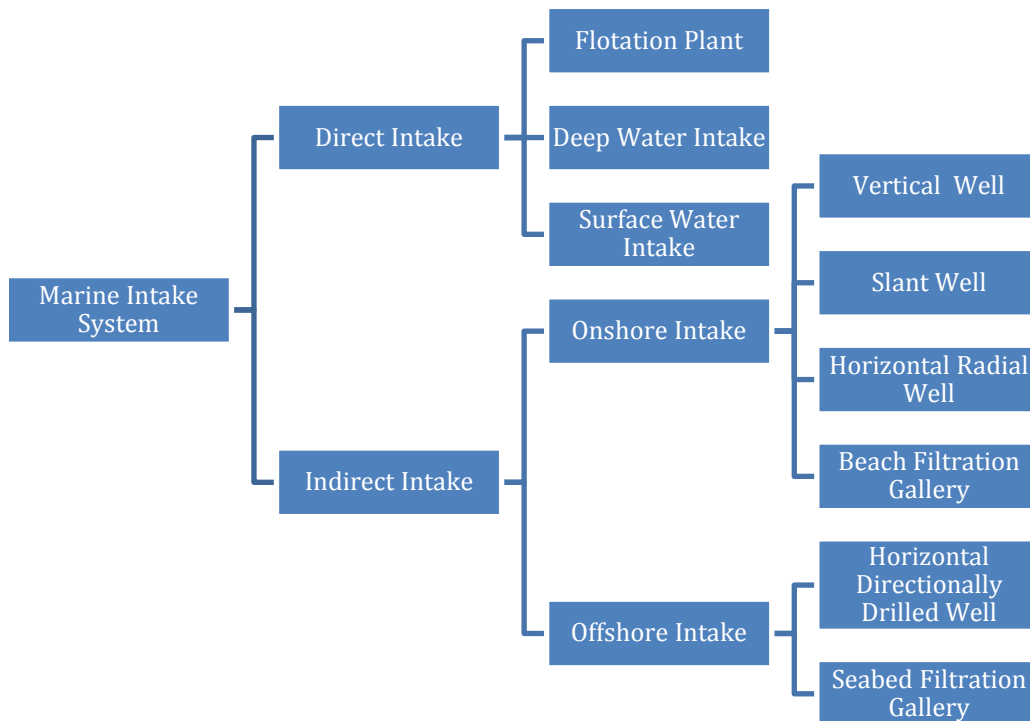 Flotation Plant
Direct Intake
Deep Water Intake
Surface Water
Intake
Marine Intake
System
Indirect Intake
Onshore Intake
Vertical Well
Slant Well
Horizontal Radial
Well
Beach Filtration
Gallery
Offshore Intake
Horizontal
Directionally
Drilled Well
Seabed Filtration
Gallery